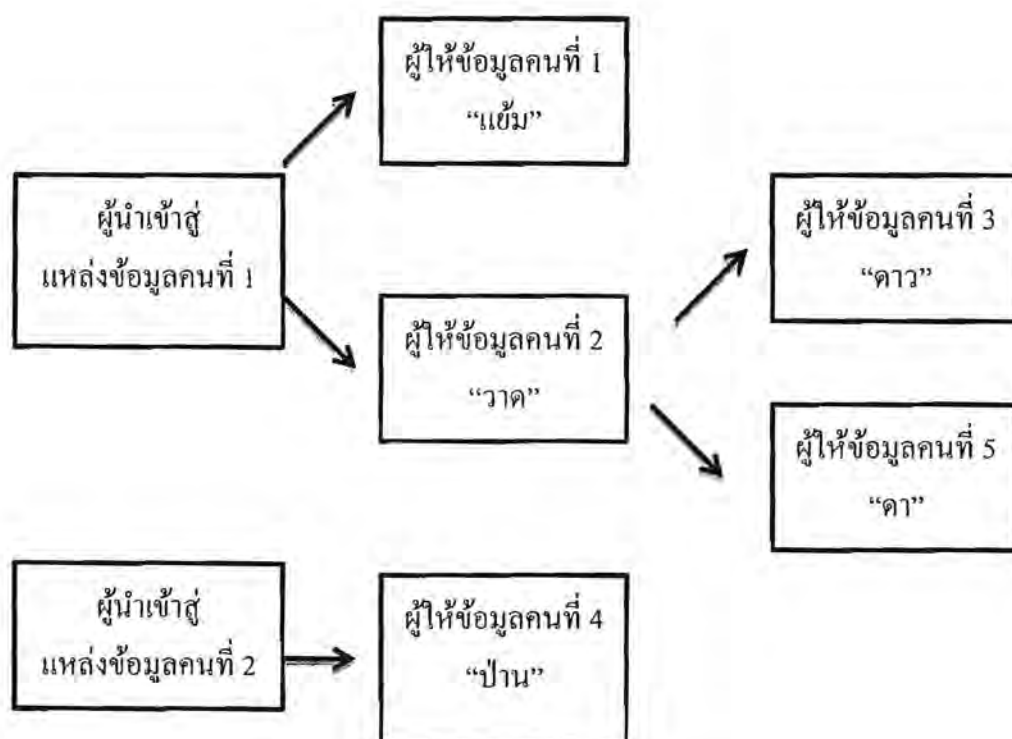 ผู้ให้ข้อมูลคนที่ 1
“แย้ม”
ผู้นำเข้าสู่
แหล่งข้อมูลคนที่ 1
ผู้ให้ข้อมูลคนที่ 2
“วาด”
ผู้ให้ข้อมูลคนที่ 3
“ดาว”
ผู้ให้ข้อมูลคนที่ 5
“ดา”
ผู้นำเข้าสู่
แหล่งข้อมูลคนที่ 2
ผู้ให้ข้อมูลคนที่ 4
“ป่าน”